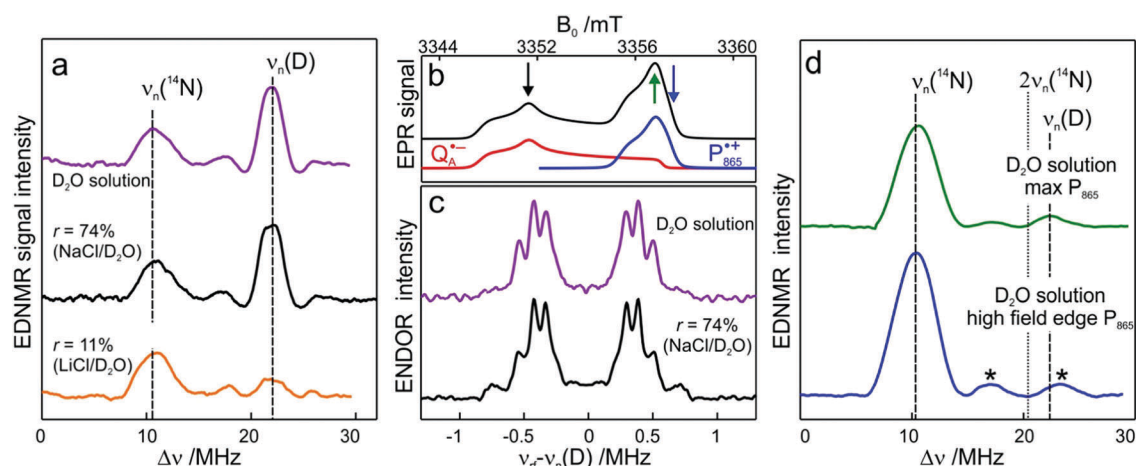 a
νₙ(¹⁴N)
νₙ(D)
D₂O solution
r = 74%
(NaCl/D₂O)
r = 11%
(LiCl/D₂O)
EDNMR signal intensity
0 10 20 30
Δν /MHz
B₀ /mT
3344 3352 3356 3360
b
EPR signal
Q_A^•−
P₈₆₅^•+
c
D₂O solution
r = 74%
(NaCl/D₂O)
ENDOR intensity
-1 -0.5 0 0.5 1
ν_d-νₙ(D) /MHz
d
νₙ(¹⁴N) 2νₙ(¹⁴N)
νₙ(D)
D₂O solution
max P₈₆₅
D₂O solution
high field edge P₈₆₅
* *
EDNMR intensity
0 10 20 30
Δν /MHz